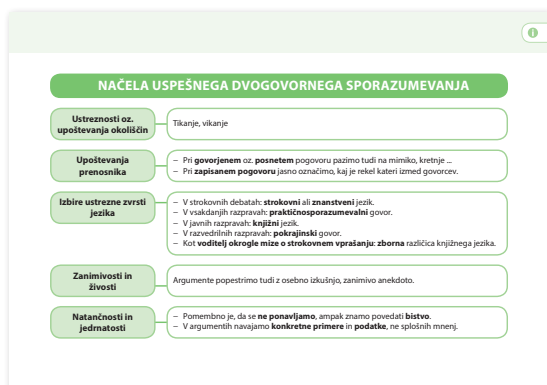 NAČELA USPEŠNEGA DVOGOVORNEGA SPORAZUMEVANJA
Ustreznosti oz.
upoštevanja okoliščin
Tikanje, vikanje
Upoštevanja
prenosnika
– Pri govorjenem oz. posnetem pogovoru pazimo tudi na mimiko, kretnje ...
– Pri zapisanem pogovoru jasno označimo, kaj je rekel kateri izmed govorcev.
Izbire ustrezne zvrsti
jezika
– V strokovnih debatah: strokovni ali znanstveni jezik.
– V vsakdanjih razpravah: praktičnosporazumevalni govor.
– V javnih razpravah: knjižni jezik.
– V razvedrilnih razpravah: pokrajinski govor.
– Kot voditelj okrogle mize o strokovnem vprašanju: zborna različica knjižnega jezika.
Zanimivosti in
živosti
Argumente popestrimo tudi z osebno izkušnjo, zanimivo anekdoto.
Natančnosti in
jedrnatosti
– Pomembno je, da se ne ponavljamo, ampak znamo povedati bistvo.
– V argumentih navajamo konkretne primere in podatke, ne splošnih mnenj.